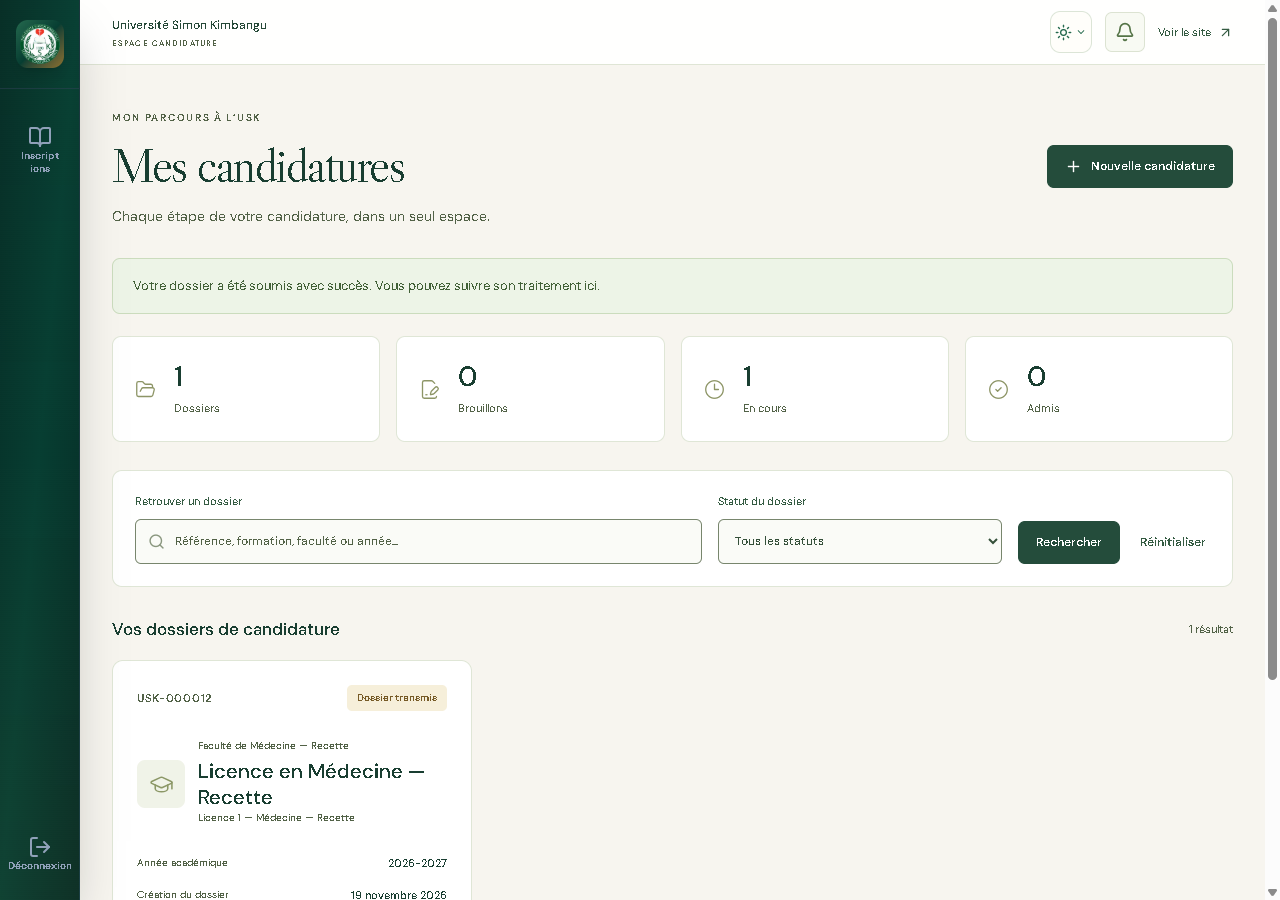 Université Simon Kimbangu
ESPACE CANDIDATURE
Voir le site
Inscript
ions
MON PARCOURS À L'USK
Mes candidatures
Nouvelle candidature
Chaque étape de votre candidature, dans un seul espace.
Votre dossier a été soumis avec succès. Vous pouvez suivre son traitement ici.
1
Dossiers
0
Brouillons
1
En cours
0
Admis
Retrouver un dossier
Statut du dossier
Référence, formation, faculté ou année...
Tous les statuts
Rechercher
Réinitialiser
Vos dossiers de candidature
1 résultat
USK-000012
Dossier transmis
Faculté de Médecine — Recette
Licence en Médecine —
Recette
Licence 1 — Médecine — Recette
Année académique
2026-2027
Création du dossier
19 novembre 2026
Déconnexion